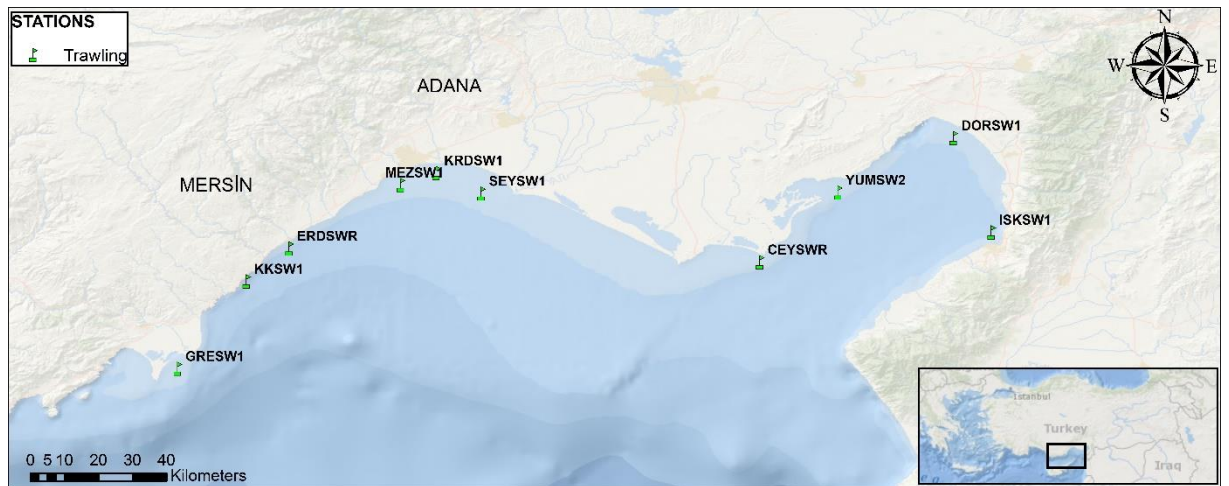 STATIONS
Trawling
N
W
E
S
ADANA
MERSİN
DORSW1
KRDSW1
MEZSW1
SEYSW1
YUMSW2
ISKSW1
ERDSWR
CEYSWR
KKSW1
GRESW1
0 5 10 20 30 40
Kilometers
Istanbul
Turkey
Iraq